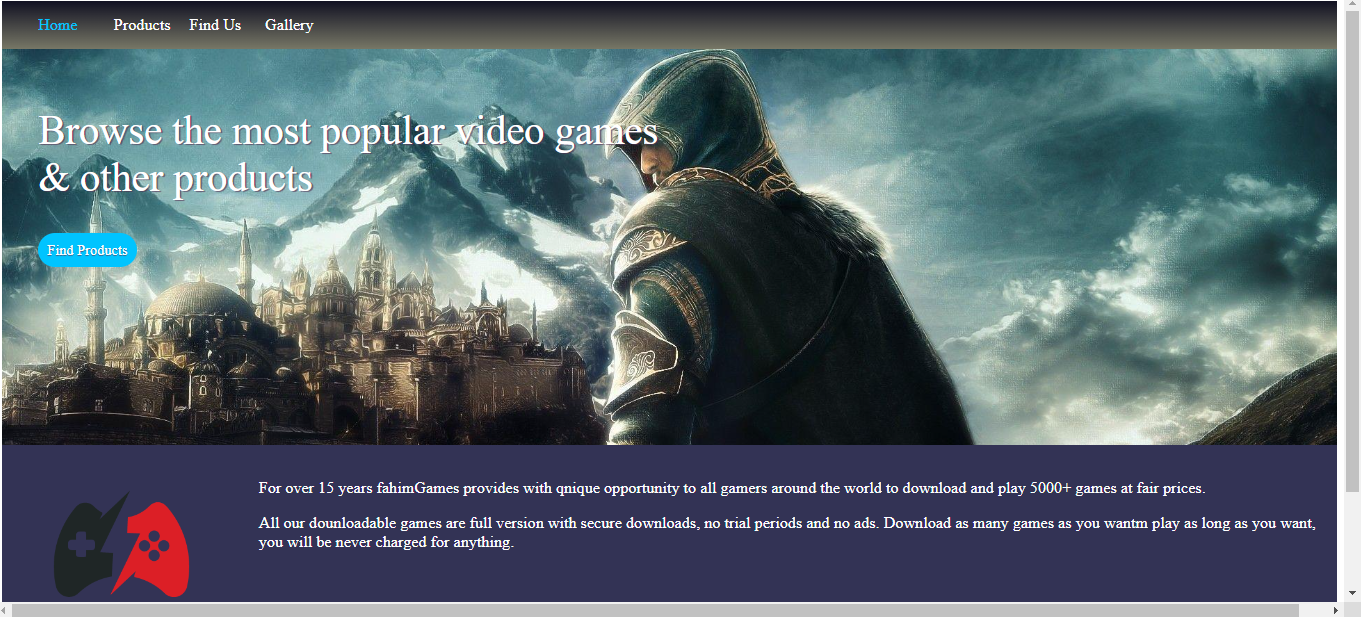 Home Products Find Us Gallery
Browse the most popular video games
& other products
Find Products
For over 15 years fahimGames provides with qnique opportunity to all gamers around the world to download and play 5000+ games at fair prices.
All our dounloadable games are full version with secure downloads, no trial periods and no ads. Download as many games as you wantm play as long as you want,
you will be never charged for anything.